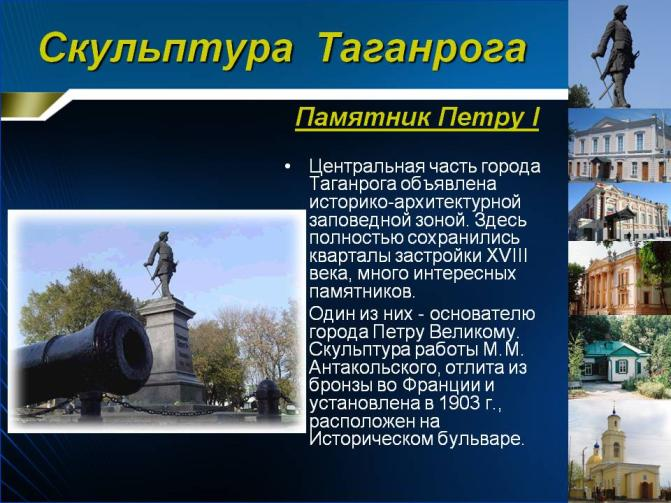 Скульптура Таганрога
Памятник Петру I
• Центральная часть города
Таганрога объявлена
историко-архитектурной
заповедной зоной. Здесь
полностью сохранились
кварталы застройки XVIII
века, много интересных
памятников.
Один из них - основателю
города Петру Великому.
Скульптура работы М.М.
Антакольского, отлита из
бронзы во Франции и
установлена в 1903 г.,
расположен на
Историческом бульваре.